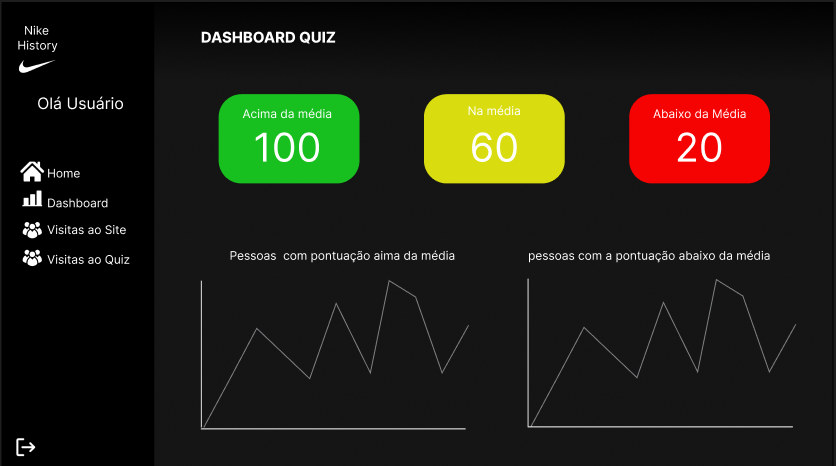 Nike
History
Olá Usuário
Home
Dashboard
Visitas ao Site
Visitas ao Quiz
DASHBOARD QUIZ
Acima da média
100
Na média
60
Abaixo da Média
20
Pessoas  com pontuação aima da média
pessoas com a pontuação abaixo da média